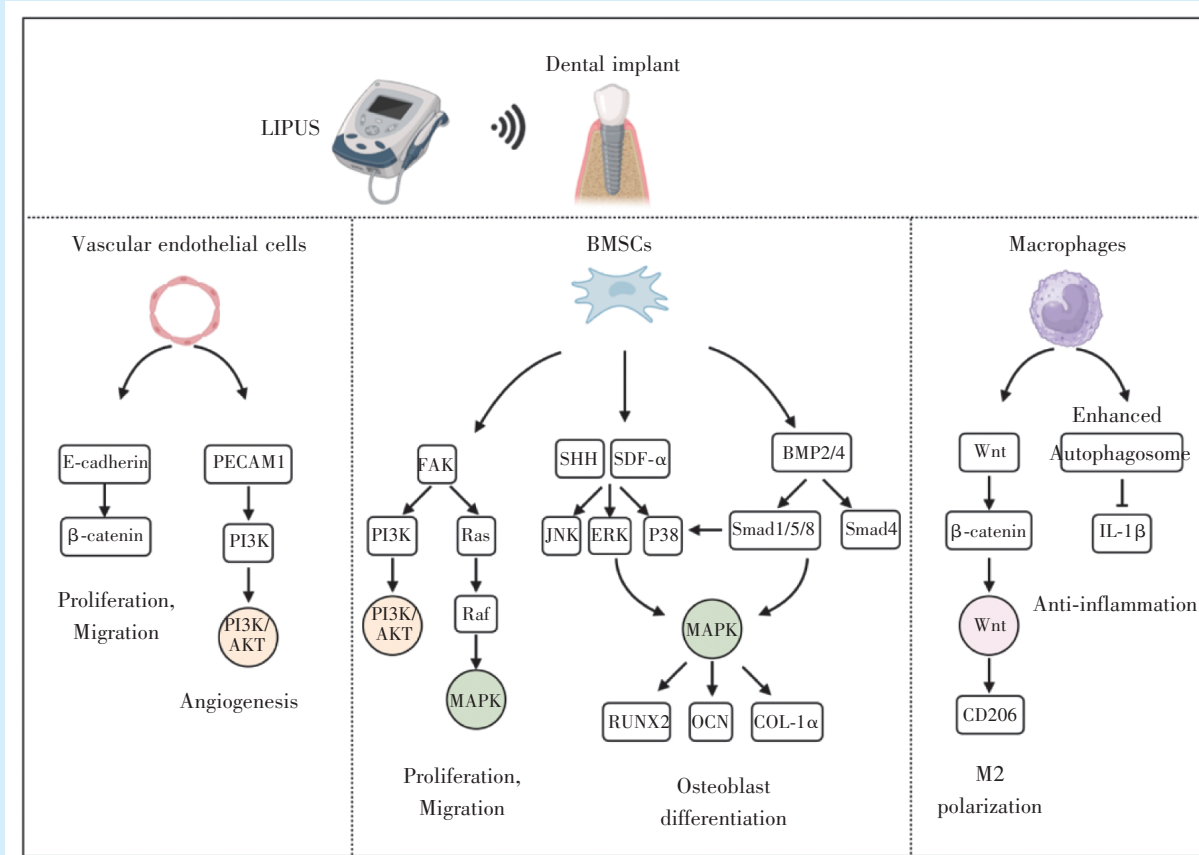 Dental implant
LIPUS
Vascular endothelial cells
E-cadherin
β-catenin
Proliferation,
Migration
PECAM1
PI3K
PI3K/
AKT
Angiogenesis
BMSCs
FAK
PI3K
PI3K/
AKT
Ras
Raf
MAPK
Proliferation,
Migration
SHH
SDF-α
JNK
ERK
P38
BMP2/4
Smad1/5/8
Smad4
MAPK
RUNX2
OCN
COL-1α
Osteoblast
differentiation
Macrophages
Wnt
β-catenin
Wnt
CD206
M2
polarization
Enhanced
Autophagosome
IL-1β
Anti-inflammation